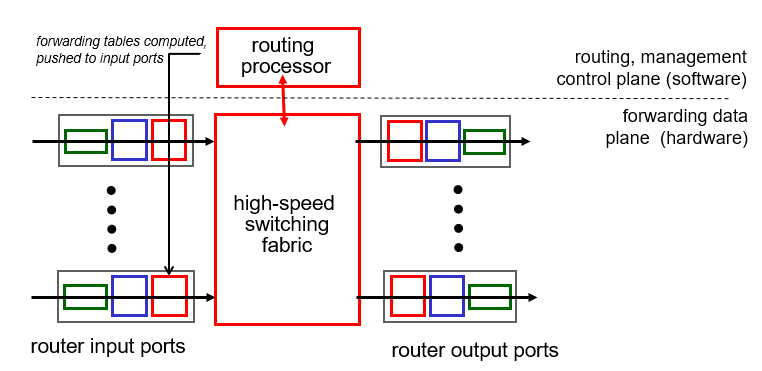 forwarding tables computed,
pushed to input ports
routing
processor
routing, management
control plane (software)
forwarding data
plane (hardware)
high-speed
switching
fabric
router input ports
router output ports